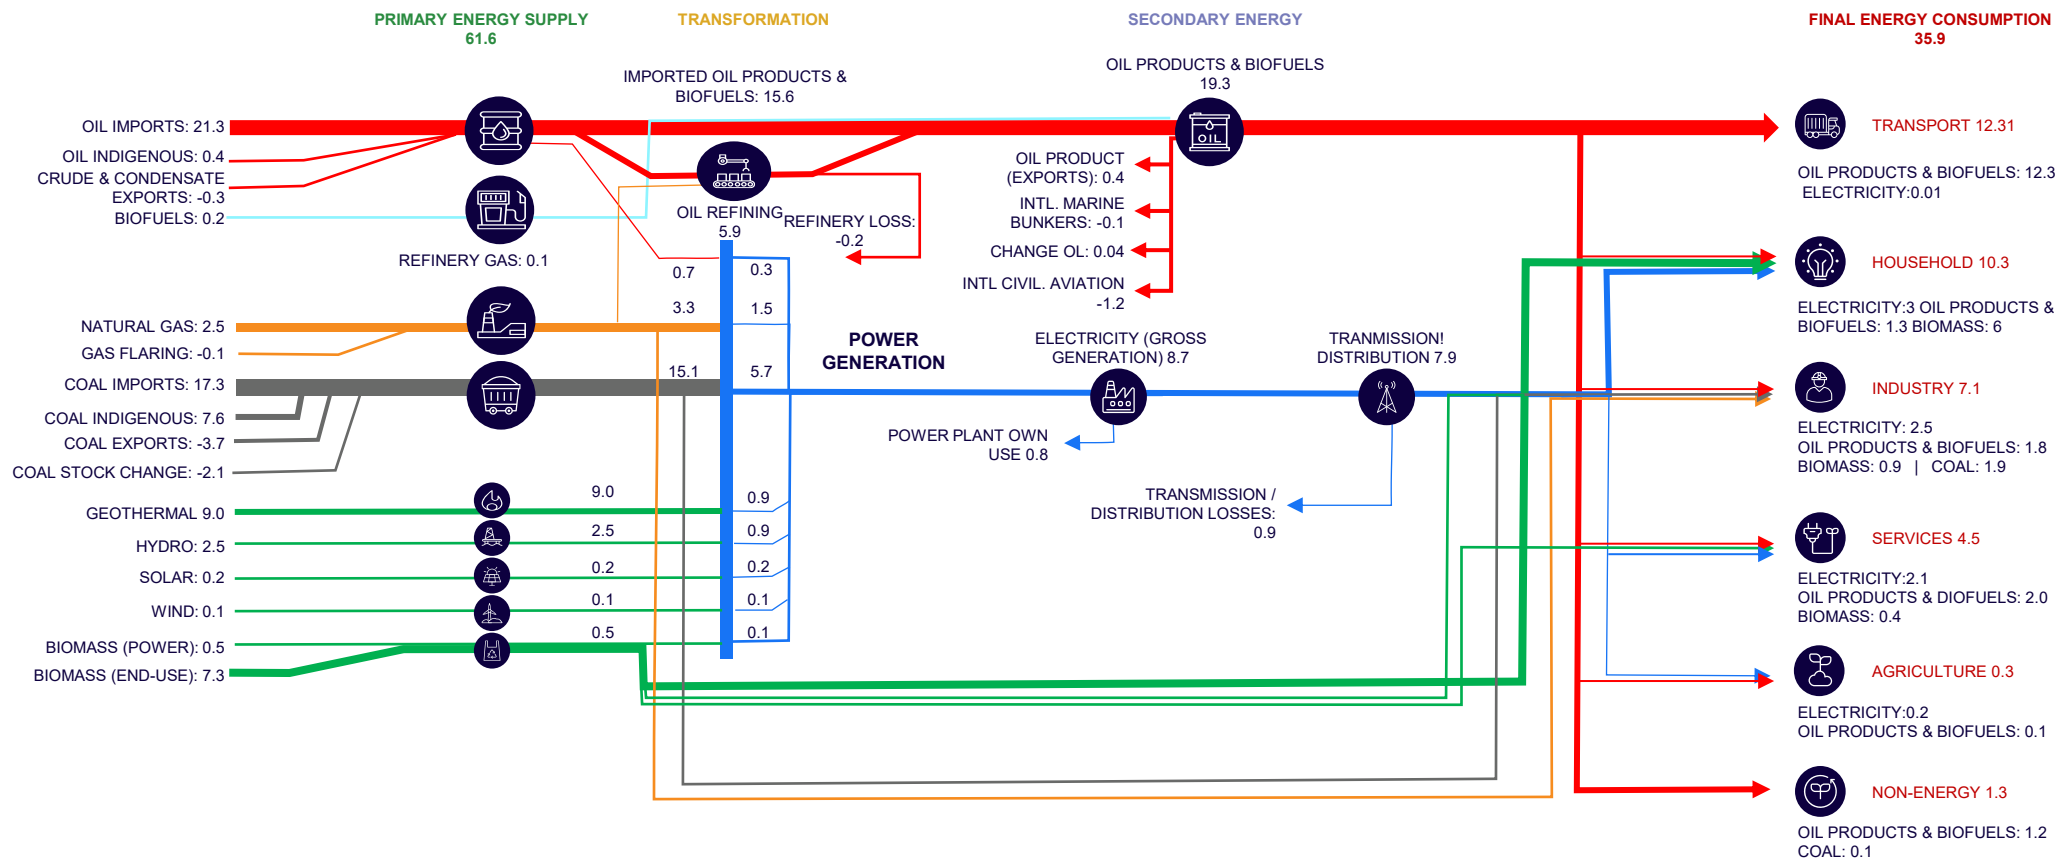 PRIMARY ENERGY SUPPLY
61.6
TRANSFORMATION
SECONDARY ENERGY
FINAL ENERGY CONSUMPTION
35.9
IMPORTED OIL PRODUCTS &
BIOFUELS: 15.6
OIL PRODUCTS & BIOFUELS
19.3
OIL IMPORTS: 21.3
OIL INDIGENOUS: 0.4
CRUDE & CONDENSATE
EXPORTS: -0.3
BIOFUELS: 0.2
REFINERY GAS: 0.1
OIL REFINING
5.9
REFINERY LOSS:
-0.2
OIL
OIL PRODUCT
(EXPORTS): 0.4
INTL. MARINE
BUNKERS: -0.1
CHANGE OL: 0.04
INTL CIVIL. AVIATION
-1.2
NATURAL GAS: 2.5
GAS FLARING: -0.1
COAL IMPORTS: 17.3
COAL INDIGENOUS: 7.6
COAL EXPORTS: -3.7
COAL STOCK CHANGE: -2.1
GEOTHERMAL 9.0
HYDRO: 2.5
SOLAR: 0.2
WIND: 0.1
BIOMASS (POWER): 0.5
BIOMASS (END-USE): 7.3
0.7
0.3
3.3
1.5
15.1
5.7
9.0
0.9
2.5
0.9
0.2
0.2
0.1
0.1
0.5
0.1
POWER
GENERATION
ELECTRICITY (GROSS
GENERATION) 8.7
TRANMISSION!
DISTRIBUTION 7.9
POWER PLANT OWN
USE 0.8
TRANSMISSION /
DISTRIBUTION LOSSES:
0.9
TRANSPORT 12.31
OIL PRODUCTS & BIOFUELS: 12.3
ELECTRICITY:0.01
HOUSEHOLD 10.3
ELECTRICITY:3 OIL PRODUCTS &
BIOFUELS: 1.3 BIOMASS: 6
INDUSTRY 7.1
ELECTRICITY: 2.5
OIL PRODUCTS & BIOFUELS: 1.8
BIOMASS: 0.9 | COAL: 1.9
SERVICES 4.5
ELECTRICITY:2.1
OIL PRODUCTS & DIOFUELS: 2.0
BIOMASS: 0.4
AGRICULTURE 0.3
ELECTRICITY:0.2
OIL PRODUCTS & BIOFUELS: 0.1
NON-ENERGY 1.3
OIL PRODUCTS & BIOFUELS: 1.2
COAL: 0.1